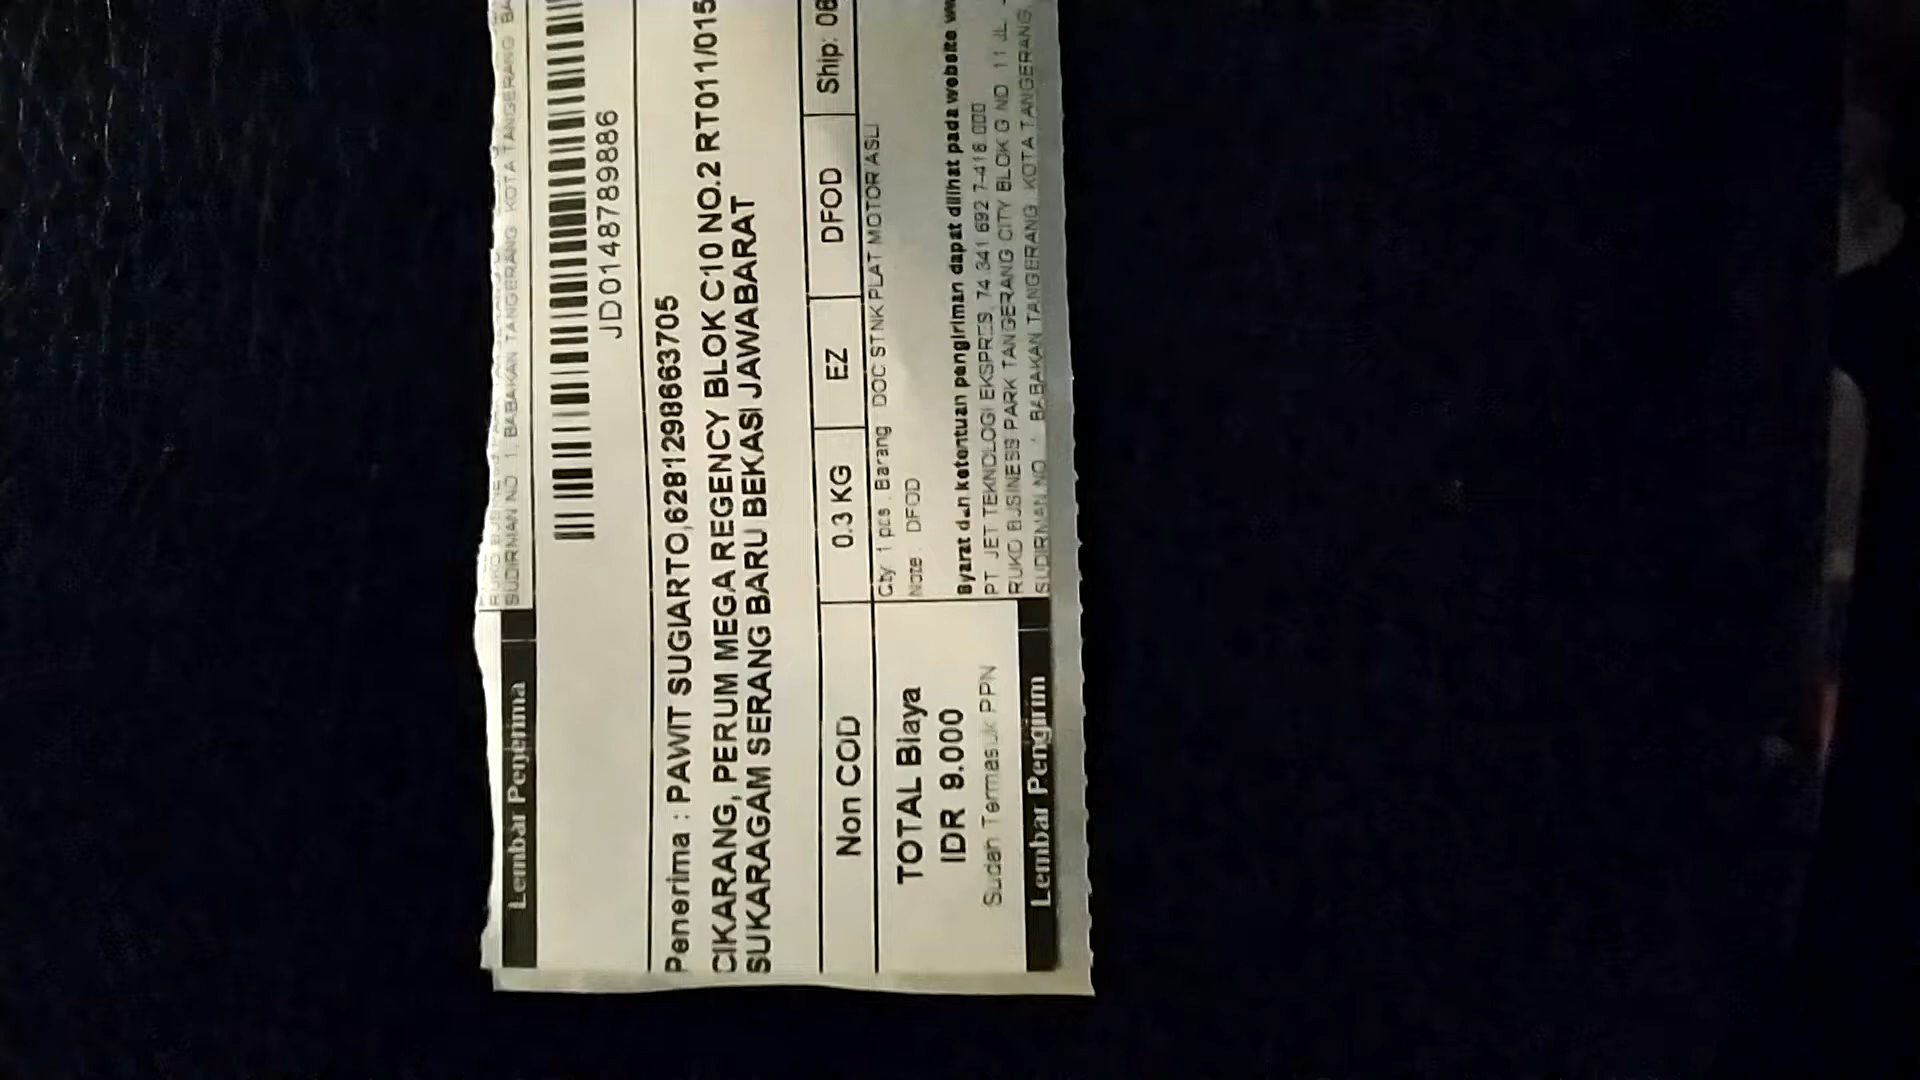 SUDIRMAN NO 1, BABAKAN TANGERANG KOTA TANGERANG BA
Lembar Penerima
JD0148789886
Penerima : PAWIT SUGIARTO,6281298663705
CIKARANG, PERUM MEGA REGENCY BLOK C10 NO.2 RT011/015
SUKARAGAM SERANG BARU BEKASI JAWA BARAT
Non COD 0.3 KG EZ DFOD Ship: 08
Qty 1 pcs . Barang DOC STNK PLAT MOTOR ASLI
Note : DFOD
TOTAL Biaya
IDR 9.000
Sudah Termasuk PPN
Syarat dan ketentuan pengiriman dapat dilihat pada website
PT JET TEKNOLOGI EKSPRES, 74 341 692 7-416 000
RUKO BUSINESS PARK TANGERANG CITY BLOK G NO 11 JL
SUDIRMAN NO BABAKAN TANGERANG, KOTA TANGERANG,
Lembar Pengirim